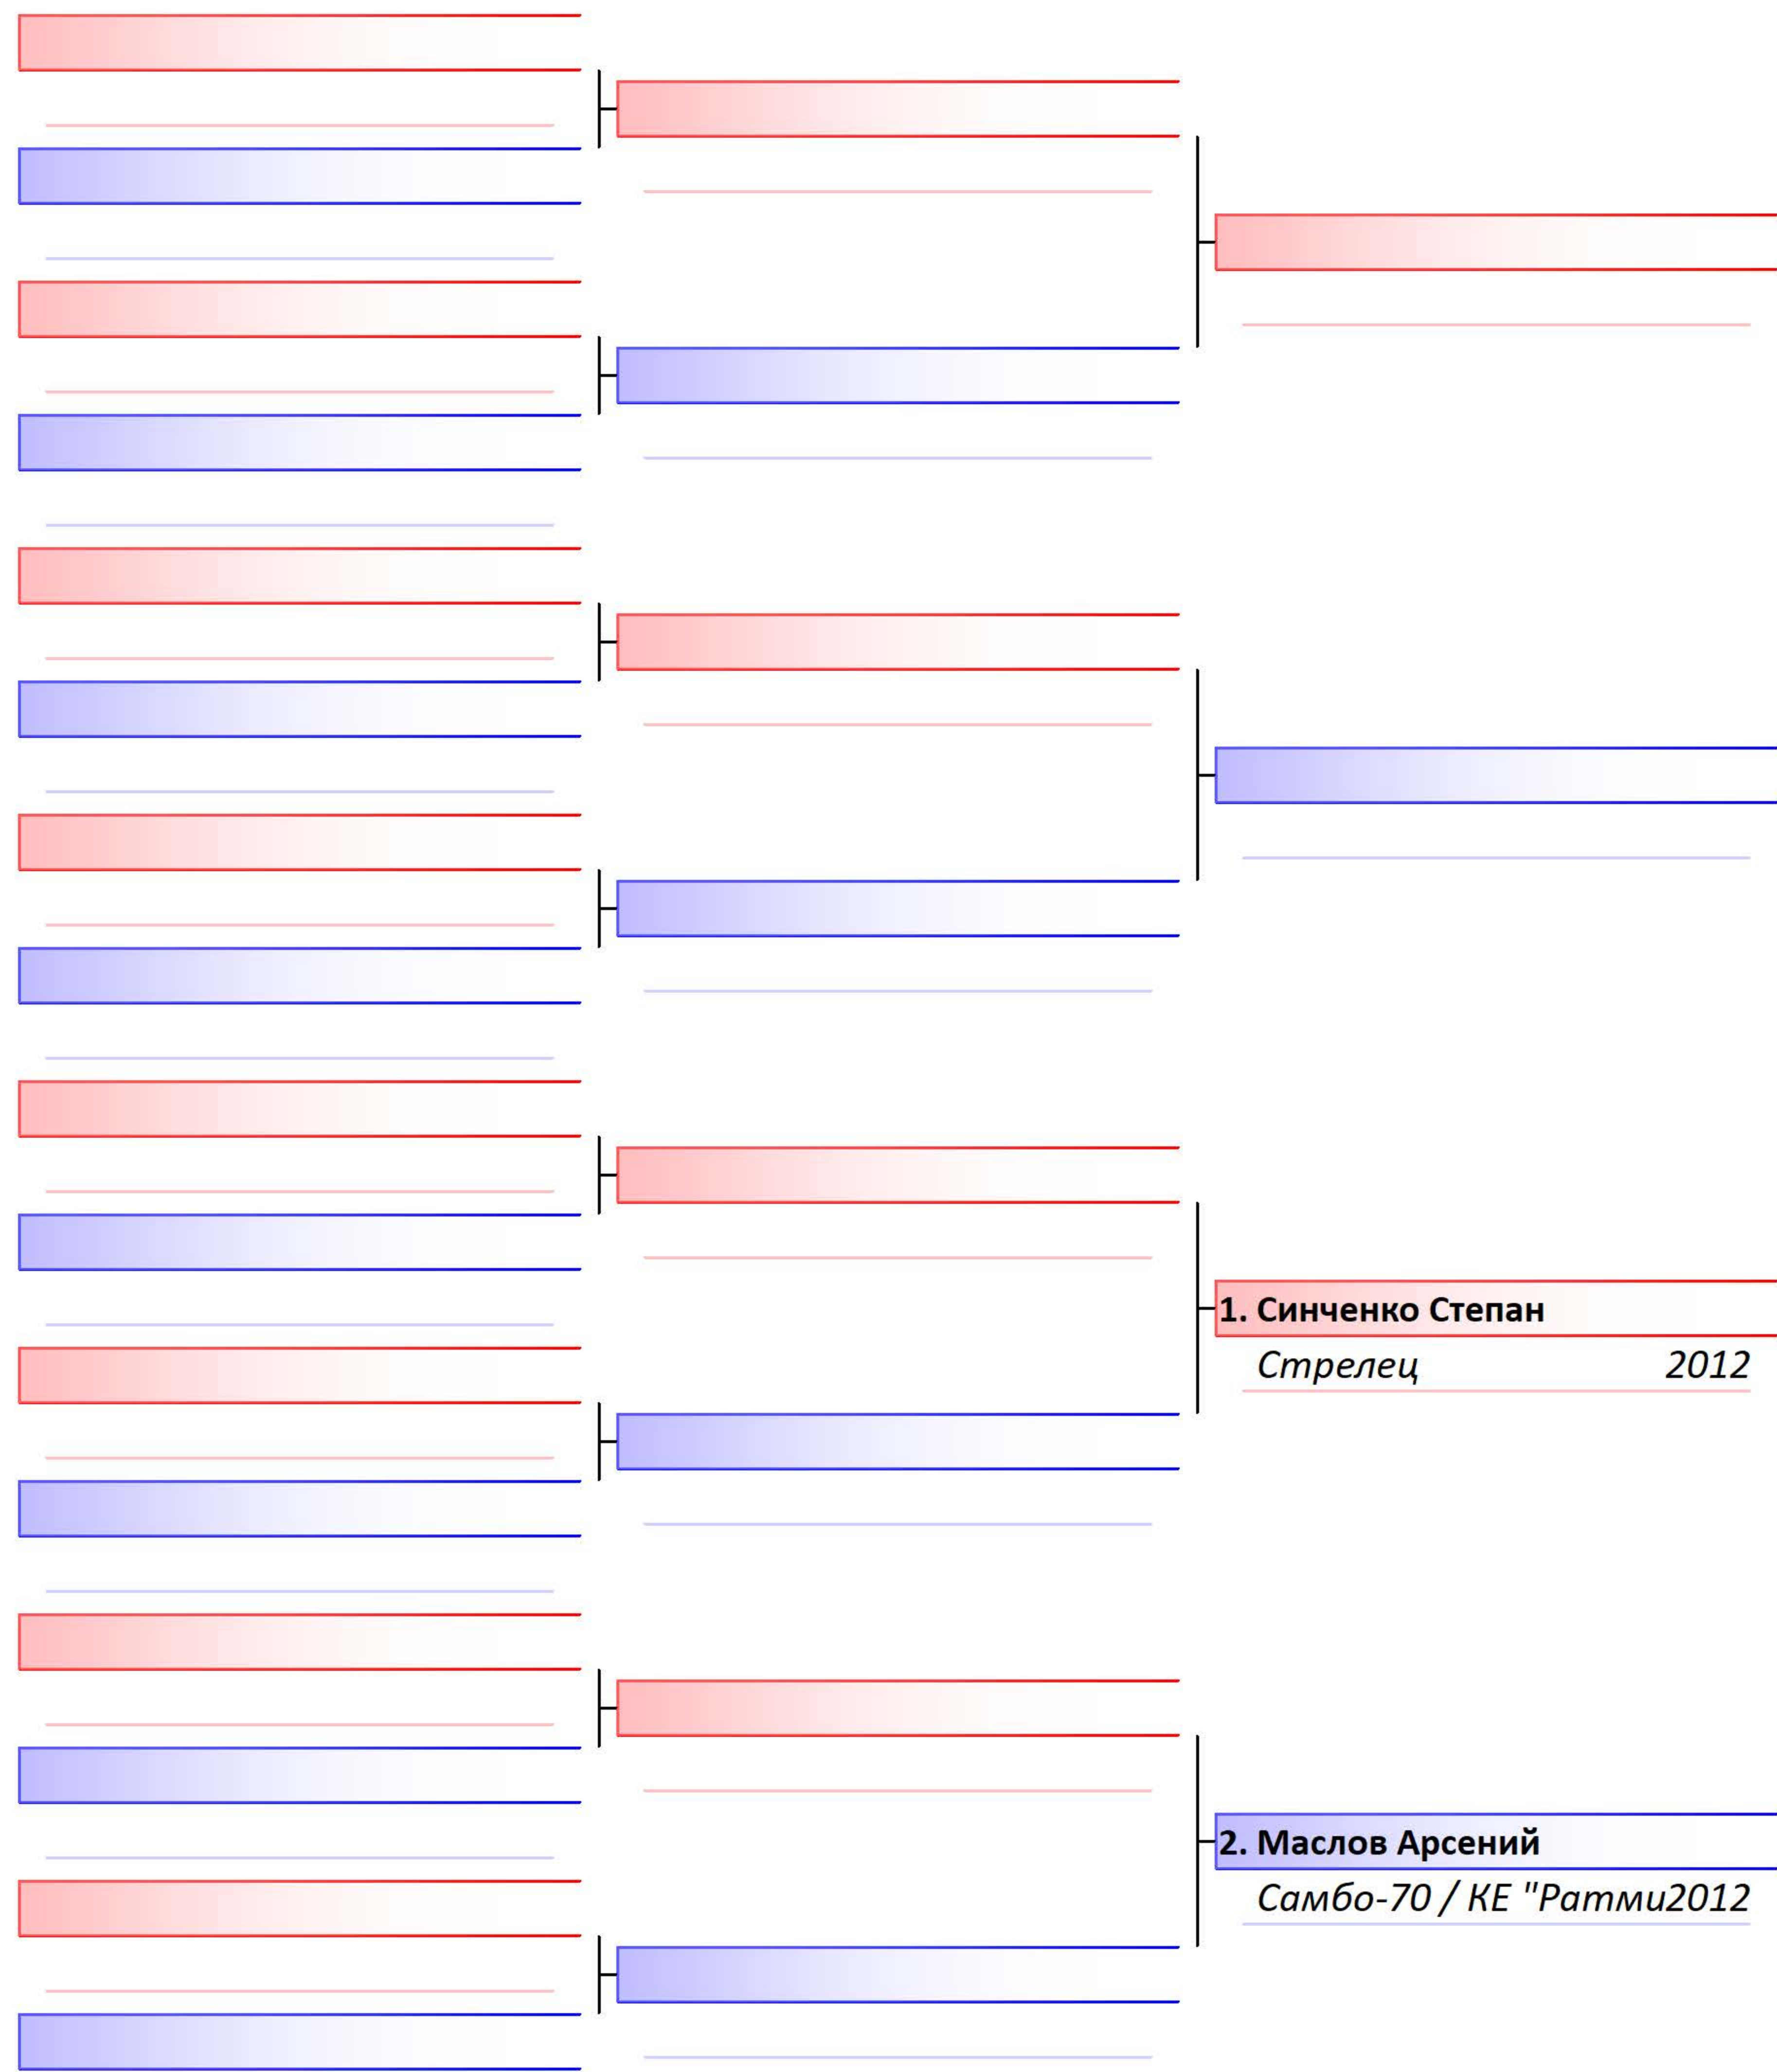 1. Синченко Степан
Стрелец 2012
2. Маслов Арсений
Самбо-70 / КЕ "Ратми2012